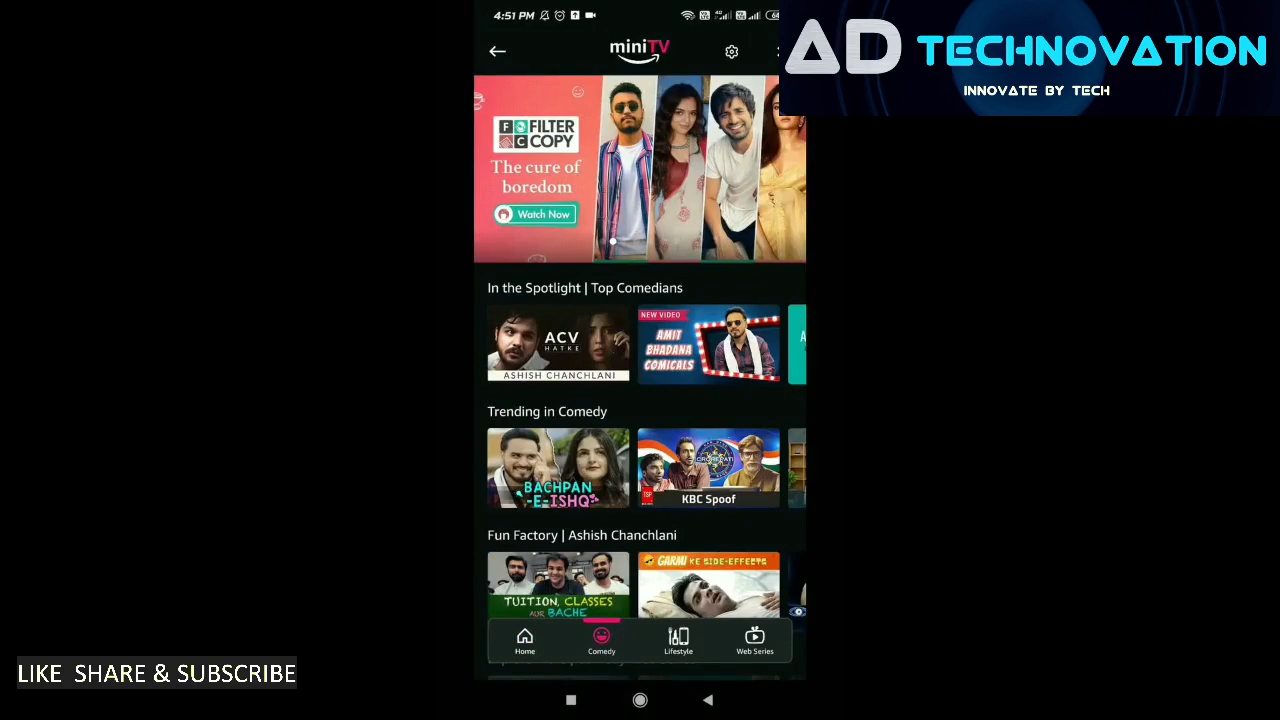 4:51 PM
miniTV
AD TECHNOVATION
INNOVATE BY TECH
FILTER
COPY
The cure of
boredom
Watch Now
In the Spotlight | Top Comedians
ACV
HATKE
ASHISH CHANCHLANI
NEW VIDEO
AMIT
BHADANA
COMICALS
Trending in Comedy
BACHPAN
-E-ISHQ
CROREPATI
TSP
KBC Spoof
Fun Factory | Ashish Chanchlani
TUITION, CLASSES
AUR BACHE
GARMI KE SIDE-EFFECTS
Home
Comedy
Lifestyle
Web Series
LIKE SHARE & SUBSCRIBE